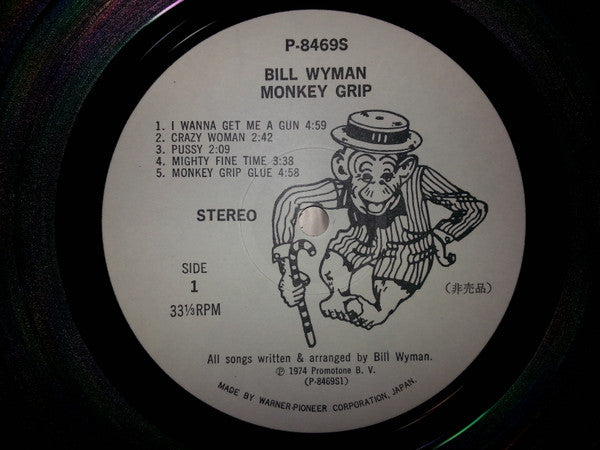 P-8469S
BILL WYMAN
MONKEY GRIP
1. I WANNA GET ME A GUN 4:59
2. CRAZY WOMAN 2:42
3. PUSSY 2:09
4. MIGHTY FINE TIME 3:38
5. MONKEY GRIP GLUE 4:58
STEREO
SIDE
1
33⅓RPM
(非売品)
All songs written & arranged by Bill Wyman.
Ⓟ 1974 Promotone B. V.
(P-8469S1)
MADE BY WARNER-PIONEER CORPORATION, JAPAN.